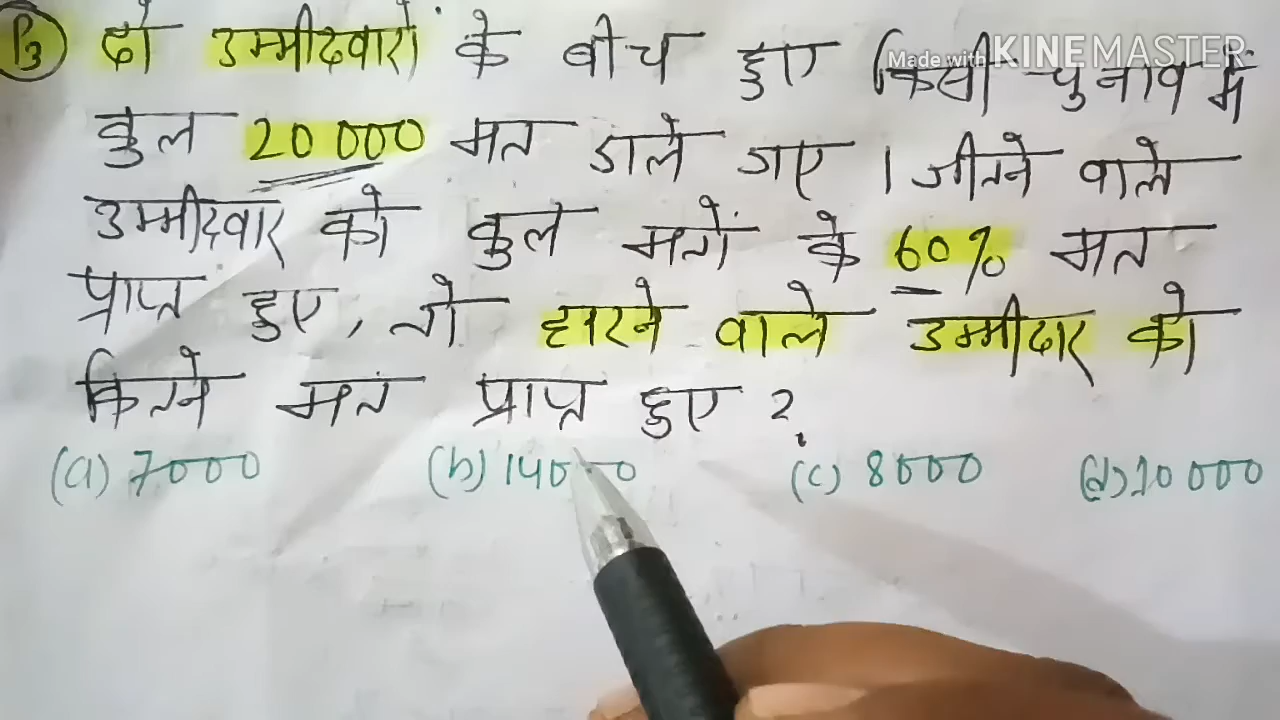 P3 दो उम्मीदवारों के बीच हुए किसी चुनाव में
Made with KINEMASTER
कुल 20000 मत डाले गए । जीतने वाले
उम्मीदवार को कुल मतों के 60% मत
प्राप्त हुए, तो हारने वाले उम्मीदार को
कितने मत प्राप्त हुए ?
(a) 7000 (b) 14000 (c) 8000 (d) 10000